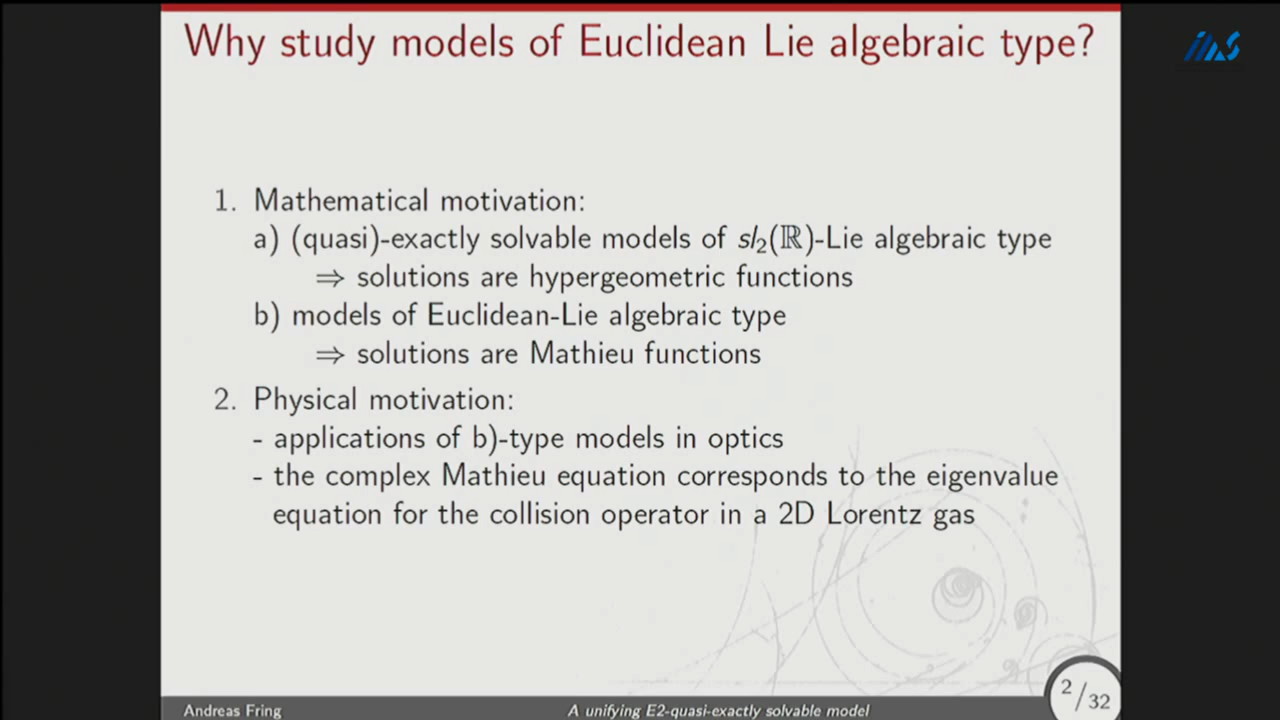 Why study models of Euclidean Lie algebraic type?
IMS
1. Mathematical motivation:
a) (quasi)-exactly solvable models of sl₂(ℝ)-Lie algebraic type
⇒ solutions are hypergeometric functions
b) models of Euclidean-Lie algebraic type
⇒ solutions are Mathieu functions
2. Physical motivation:
- applications of b)-type models in optics
- the complex Mathieu equation corresponds to the eigenvalue
equation for the collision operator in a 2D Lorentz gas
Andreas Fring
A unifying E2-quasi-exactly solvable model
2/32